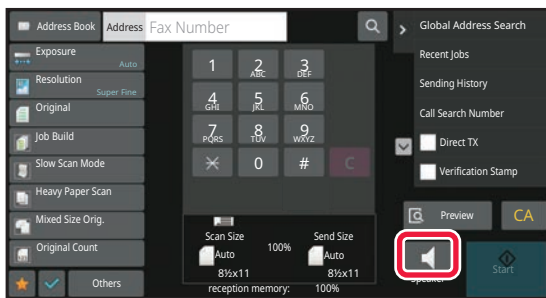 Address Book
Address
Fax Number
Global Address Search
Exposure
Auto
Recent Jobs
Resolution
Super Fine
Sending History
Original
Call Search Number
Job Build
Direct TX
Slow Scan Mode
Verification Stamp
Heavy Paper Scan
Mixed Size Orig.
Original Count
Others
1
2
ABC
3
DEF
4
GHI
5
JKL
6
MNO
7
PQRS
8
TUV
9
WXYZ
0
#
C
Scan Size
Send Size
Auto
100%
Auto
8½x11
8½x11
reception memory: 100%
Preview
CA
Speaker
Start